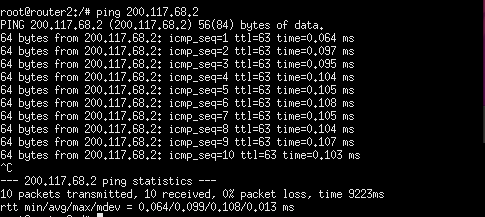 root@router2:/# ping 200.117.68.2
PING 200.117.68.2 (200.117.68.2) 56(84) bytes of data.
64 bytes from 200.117.68.2: icmp_seq=1 ttl=63 time=0.064 ms
64 bytes from 200.117.68.2: icmp_seq=2 ttl=63 time=0.097 ms
64 bytes from 200.117.68.2: icmp_seq=3 ttl=63 time=0.095 ms
64 bytes from 200.117.68.2: icmp_seq=4 ttl=63 time=0.104 ms
64 bytes from 200.117.68.2: icmp_seq=5 ttl=63 time=0.105 ms
64 bytes from 200.117.68.2: icmp_seq=6 ttl=63 time=0.108 ms
64 bytes from 200.117.68.2: icmp_seq=7 ttl=63 time=0.105 ms
64 bytes from 200.117.68.2: icmp_seq=8 ttl=63 time=0.104 ms
64 bytes from 200.117.68.2: icmp_seq=9 ttl=63 time=0.107 ms
64 bytes from 200.117.68.2: icmp_seq=10 ttl=63 time=0.103 ms
^C
--- 200.117.68.2 ping statistics ---
10 packets transmitted, 10 received, 0% packet loss, time 9223ms
rtt min/avg/max/mdev = 0.064/0.099/0.108/0.013 ms